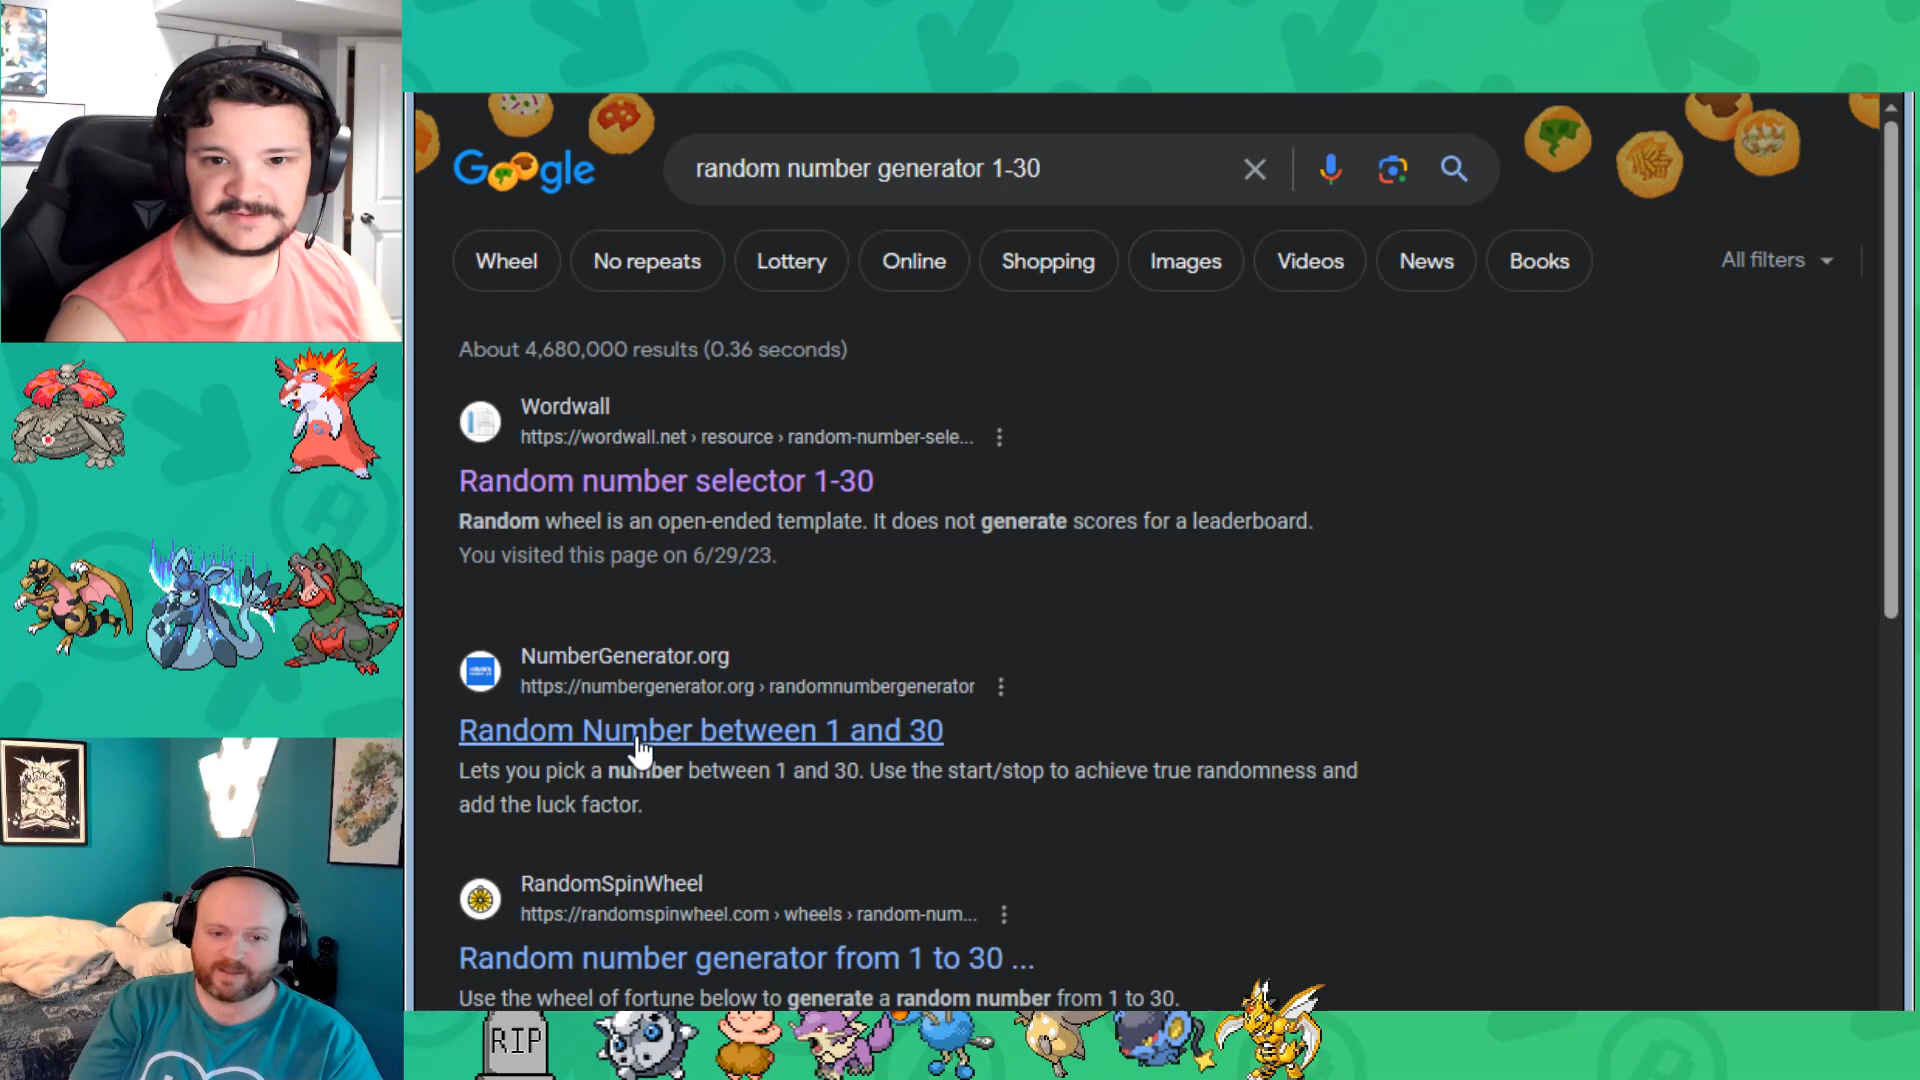 Google
random number generator 1-30
Wheel
No repeats
Lottery
Online
Shopping
Images
Videos
News
Books
All filters
About 4,680,000 results (0.36 seconds)
Wordwall
https://wordwall.net › resource › random-number-sele...
Random number selector 1-30
Random wheel is an open-ended template. It does not generate scores for a leaderboard.
You visited this page on 6/29/23.
NumberGenerator.org
https://numbergenerator.org › randomnumbergenerator
Random Number between 1 and 30
Lets you pick a number between 1 and 30. Use the start/stop to achieve true randomness and
add the luck factor.
RandomSpinWheel
https://randomspinwheel.com › wheels › random-num...
Random number generator from 1 to 30 ...
Use the wheel of fortune below to generate a random number from 1 to 30.
RIP